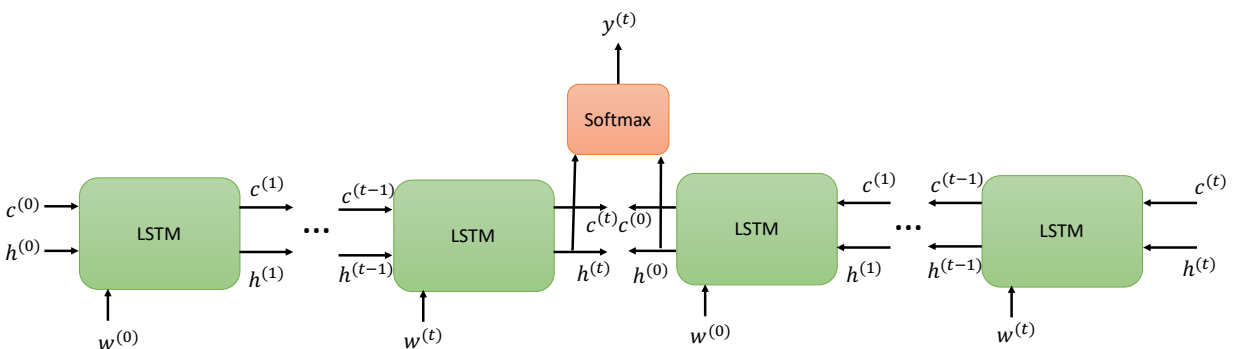 y^(t)
Softmax
c^(0) c^(1) c^(t−1) c^(t) c^(0) c^(1) c^(t−1) c^(t)
LSTM LSTM LSTM LSTM
...
...
h^(0) h^(1) h^(t−1) h^(t) h^(0) h^(1) h^(t−1) h^(t)
w^(0) w^(t) w^(0) w^(t)